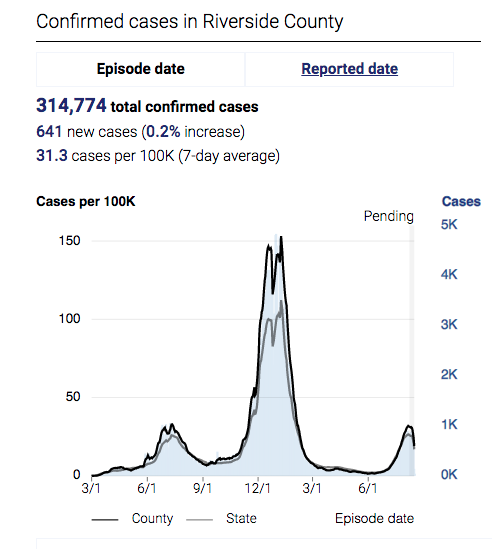 Confirmed cases in Riverside County
Episode date Reported date
314,774 total confirmed cases
641 new cases (0.2% increase)
31.3 cases per 100K (7-day average)
Cases per 100K Cases
Pending 5K
150
4K
100 3K
2K
50
1K
0 0K
3/1 6/1 9/1 12/1 3/1 6/1
County State Episode date